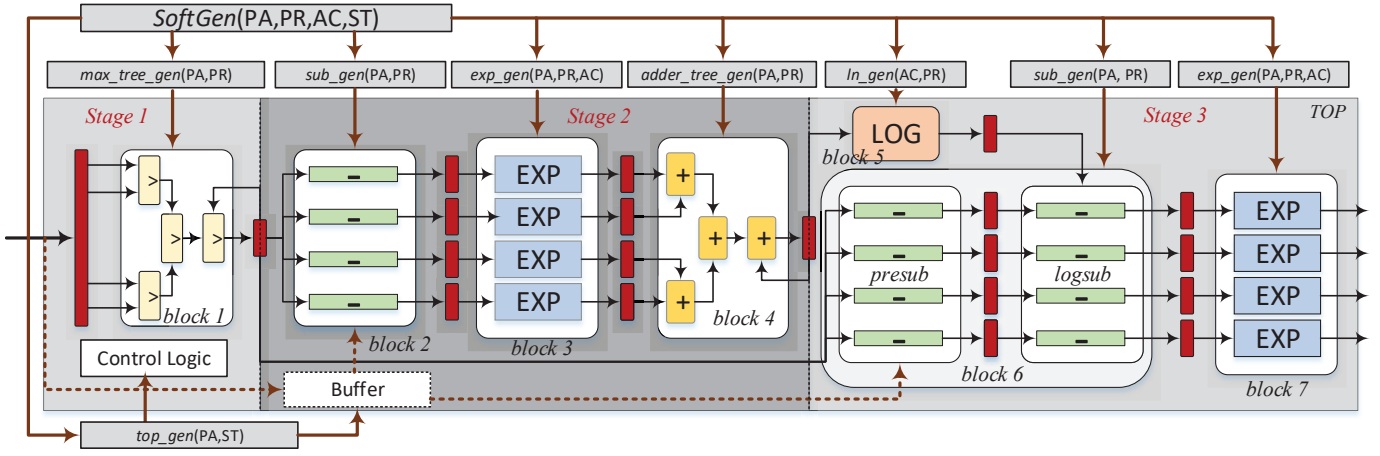 SoftGen(PA,PR,AC,ST)
max_tree_gen(PA,PR)
sub_gen(PA,PR)
exp_gen(PA,PR,AC)
adder_tree_gen(PA,PR)
ln_gen(AC,PR)
sub_gen(PA, PR)
exp_gen(PA,PR,AC)
Stage 1
Stage 2
Stage 3
TOP
>
>
>
>
block 1
-
-
-
-
block 2
EXP
EXP
EXP
EXP
block 3
+
+
+
+
block 4
LOG
block 5
-
-
presub
-
-
-
-
logsub
-
-
block 6
EXP
EXP
EXP
EXP
block 7
Control Logic
Buffer
top_gen(PA,ST)